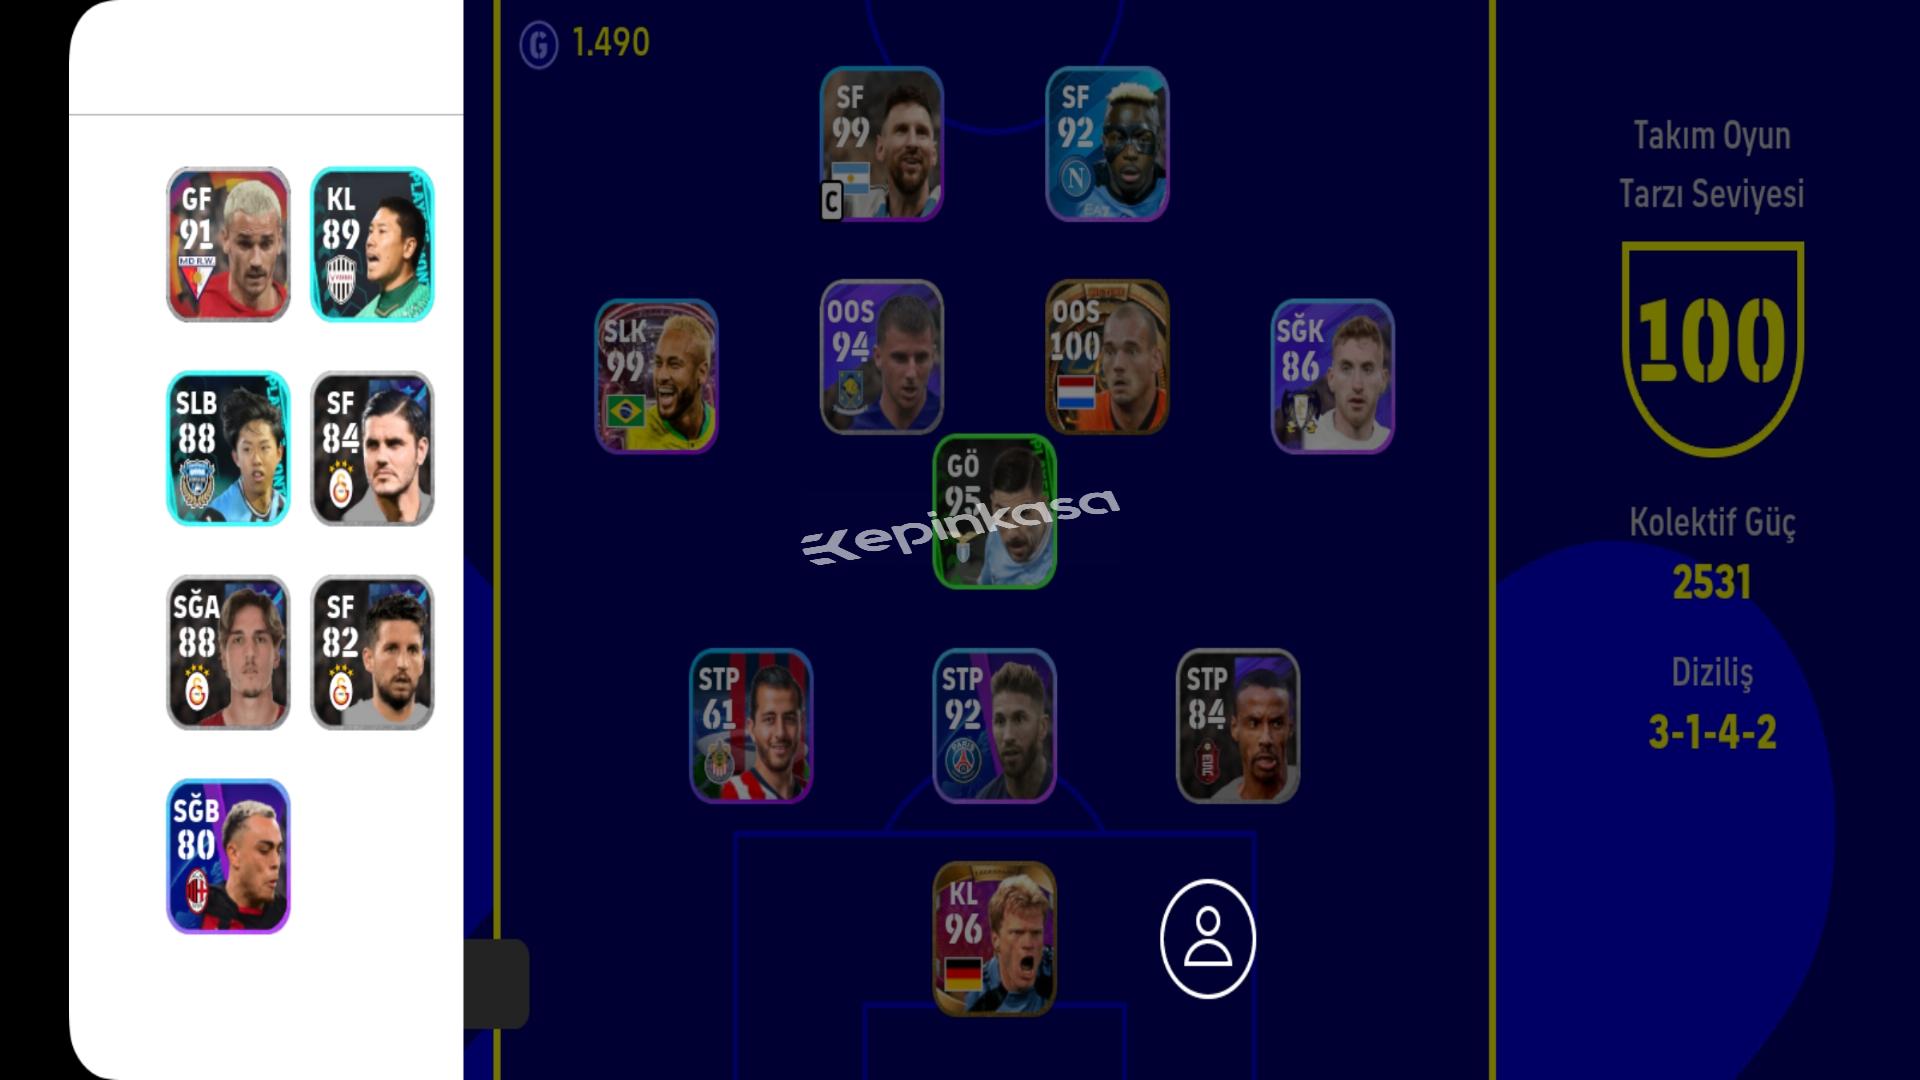 GF
91
MD R.W.
KL
89
SLB
88
SF
84
SĞA
88
SF
82
SĞB
80
G 1.490
SF
99
C
SF
92
N
SLK
99
OOS
94
OOS
100
SĞK
86
GÖ
95
epinkasa
STP
61
STP
92
PARIS
STP
84
KL
96
Takım Oyun
Tarzı Seviyesi
100
Kolektif Güç
2531
Diziliş
3-1-4-2